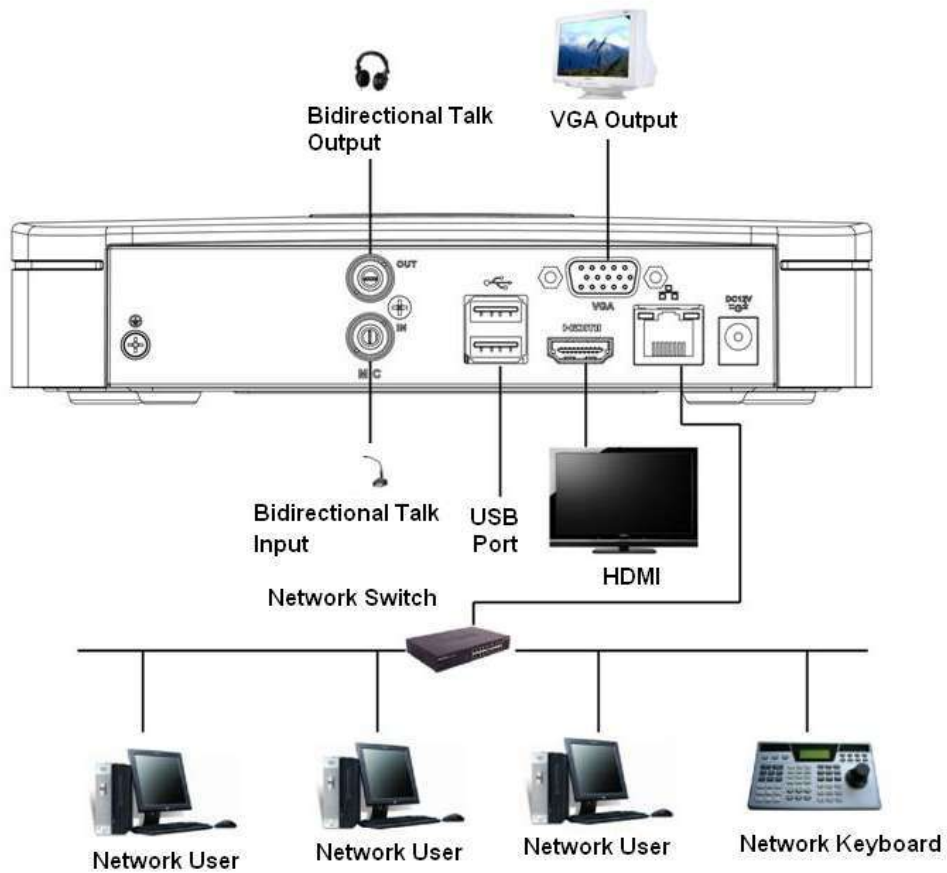 Bidirectional Talk
Output
VGA Output
OUT
VGA
DC12V
IN
HDMI
MIC
Bidirectional Talk
Input
USB
Port
HDMI
Network Switch
Network User
Network User
Network User
Network Keyboard